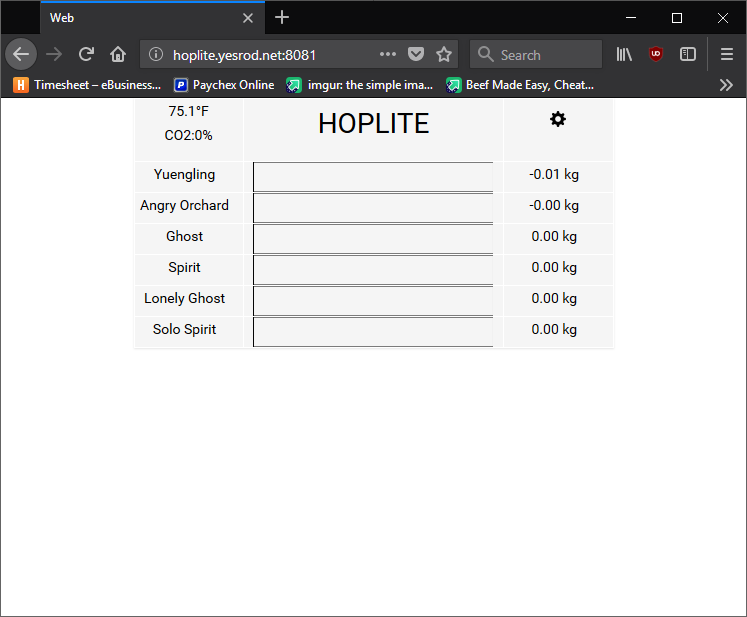 Web
hoplite.yesrod.net:8081
Search
UD
H Timesheet – eBusiness...
P Paychex Online
imgur: the simple ima...
Beef Made Easy, Cheat...
75.1°F
CO2:0%
HOPLITE
Yuengling -0.01 kg
Angry Orchard -0.00 kg
Ghost 0.00 kg
Spirit 0.00 kg
Lonely Ghost 0.00 kg
Solo Spirit 0.00 kg